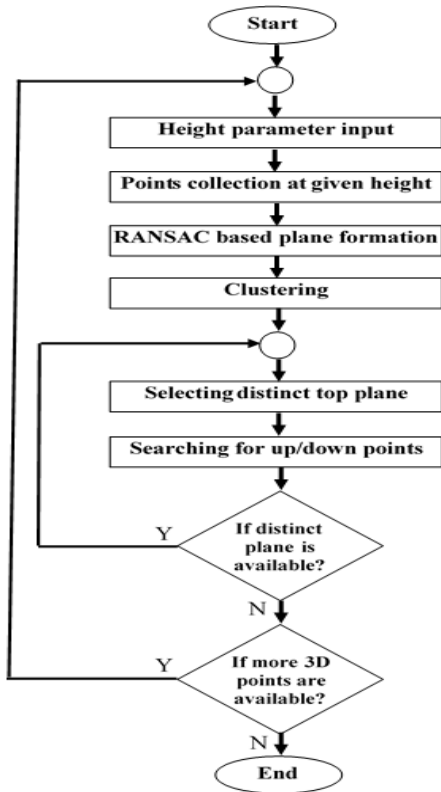 Start
Height parameter input
Points collection at given height
RANSAC based plane formation
Clustering
Selecting distinct top plane
Searching for up/down points
Y
If distinct
plane is
available?
N
Y
If more 3D
points are
available?
N
End